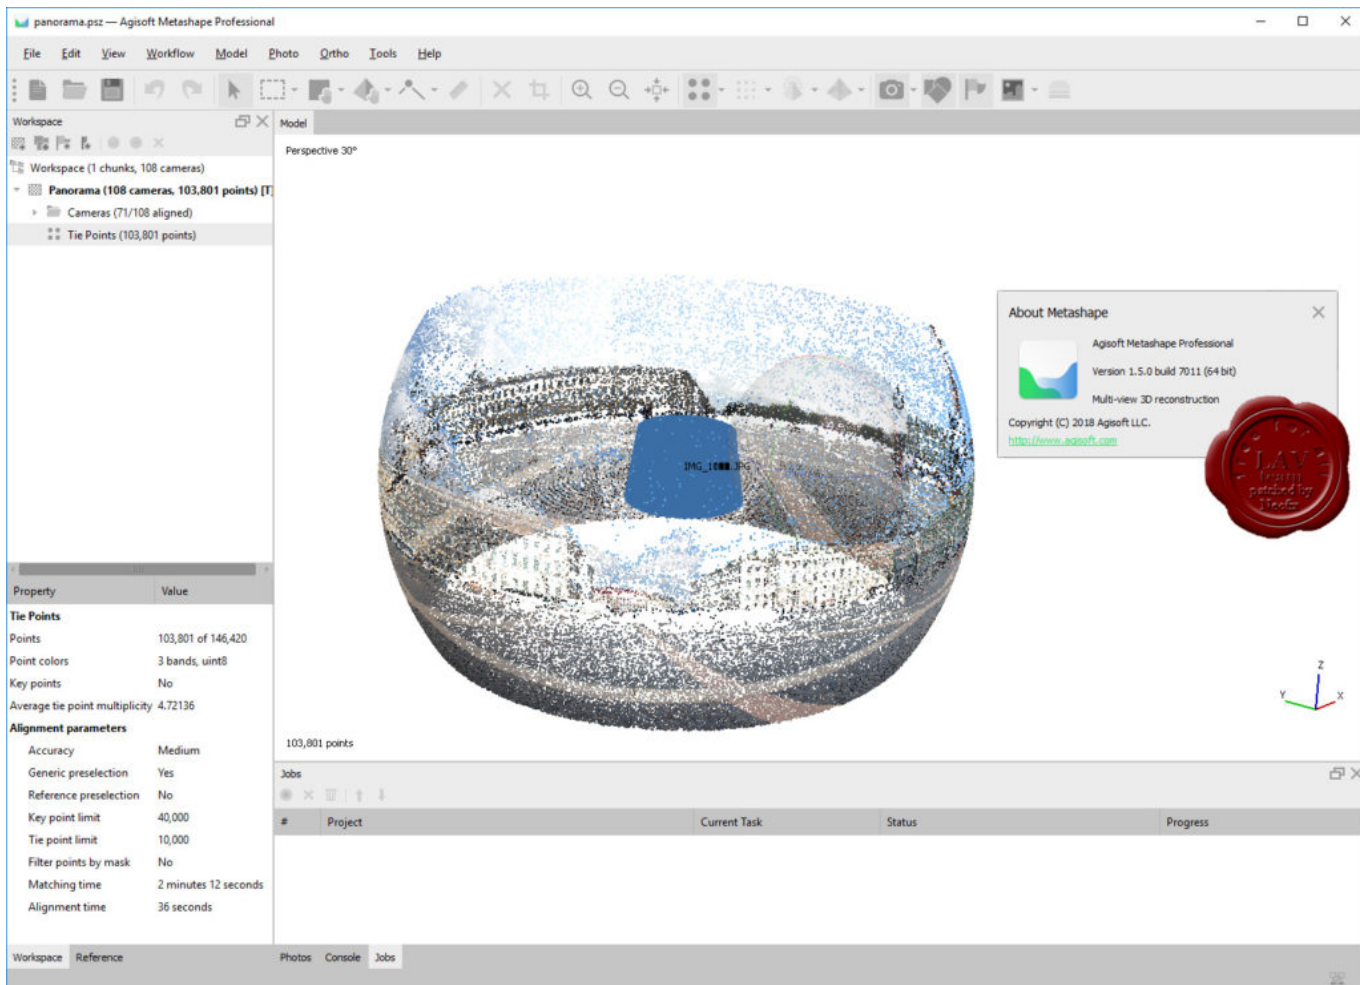 panorama.psz — Agisoft Metashape Professional
File Edit View Workflow Model Photo Ortho Tools Help
Workspace
Model
Perspective 30°
Workspace (1 chunks, 108 cameras)
Panorama (108 cameras, 103,801 points) [T]
Cameras (71/108 aligned)
Tie Points (103,801 points)
About Metashape
Agisoft Metashape Professional
Version 1.5.0 build 7011 (64 bit)
Multi-view 3D reconstruction
Copyright (C) 2018 Agisoft LLC.
http://www.agisoft.com
LAV
team
patched by
Neofx
Property Value
Tie Points
Points 103,801 of 146,420
Point colors 3 bands, uint8
Key points No
Average tie point multiplicity 4.72136
Alignment parameters
Accuracy Medium
Generic preselection Yes
Reference preselection No
Key point limit 40,000
Tie point limit 10,000
Filter points by mask No
Matching time 2 minutes 12 seconds
Alignment time 36 seconds
Z
Y
X
103,801 points
Jobs
# Project Current Task Status Progress
Workspace Reference
Photos Console Jobs